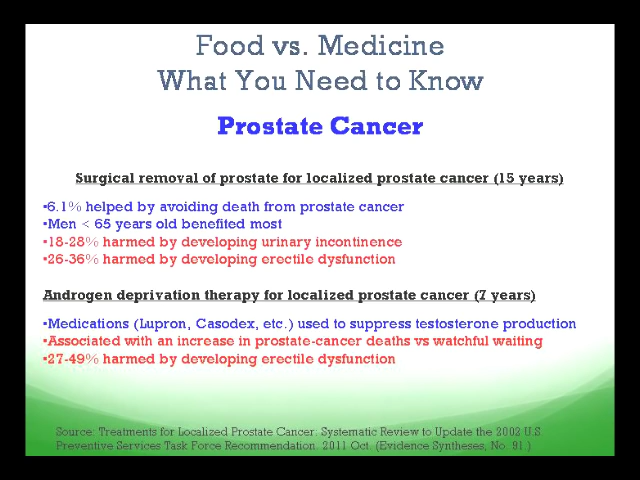 Food vs. Medicine
What You Need to Know
Prostate Cancer
Surgical removal of prostate for localized prostate cancer (15 years)
•6.1% helped by avoiding death from prostate cancer
•Men < 65 years old benefited most
•18-28% harmed by developing urinary incontinence
•26-36% harmed by developing erectile dysfunction
Androgen deprivation therapy for localized prostate cancer (7 years)
•Medications (Lupron, Casodex, etc.) used to suppress testosterone production
•Associated with an increase in prostate-cancer deaths vs watchful waiting
•27-49% harmed by developing erectile dysfunction
Source: Treatments for Localized Prostate Cancer: Systematic Review to Update the 2002 U.S.
Preventive Services Task Force Recommendation. 2011 Oct. (Evidence Syntheses, No. 91.)